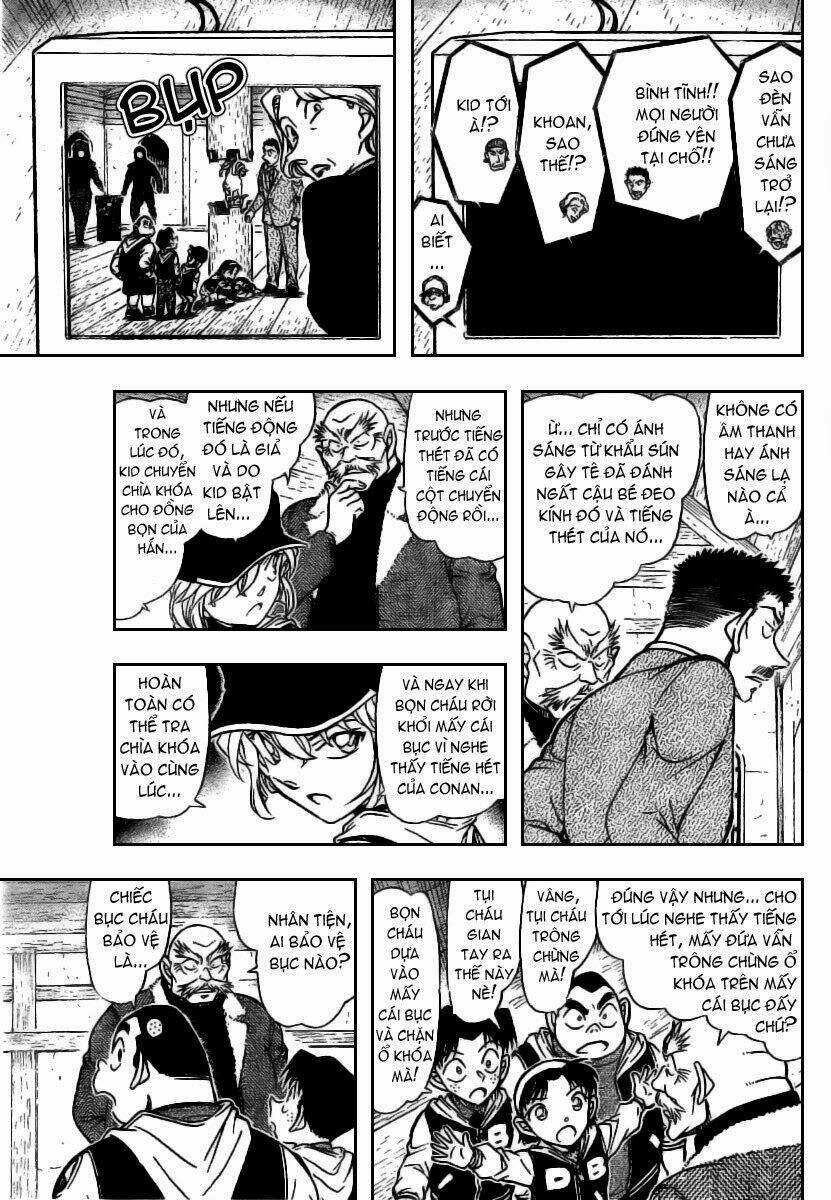 SAO
ĐÈN
VẪN
CHƯA
SÁNG
TRỞ
LẠI!?
BÌNH TĨNH!!
MỌI NGƯỜI
ĐỨNG YÊN
TẠI CHỖ!!
KHOAN,
SAO
THẾ!?
KID TỚI
À!?
AI
BIẾT
...
BỤP
KHÔNG CÓ
ÂM THANH
HAY ÁNH
SÁNG LẠ
NÀO CẢ
À...
Ừ... CHỈ CÓ ÁNH
SÁNG TỪ KHẨU SÚN
GÂY TÊ ĐÃ ĐÁNH
NGẤT CẬU BÉ ĐEO
KÍNH ĐÓ VÀ TIẾNG
THÉT CỦA NÓ...
NHƯNG
TRƯỚC TIẾNG
THÉT ĐÃ CÓ
TIẾNG CÁI
CỘT CHUYỂN
ĐỘNG RỒI...
NHƯNG NẾU
TIẾNG ĐỘNG
ĐÓ LÀ GIẢ
VÀ DO
KID BẬT
LÊN...
VÀ
TRONG
LÚC ĐÓ,
KID CHUYỂN
CHÌA KHÓA
CHO ĐỒNG
BỌN CỦA
HẮN...
VÀ NGAY KHI
BỌN CHÁU RỜI
KHỎI MẤY CÁI
BỤC VÌ NGHE
THẤY TIẾNG HÉT
CỦA CONAN...
HOÀN
TOÀN CÓ
THỂ TRA
CHÌA KHÓA
VÀO CÙNG
LÚC...
ĐÚNG VẬY NHƯNG... CHO
TỚI LÚC NGHE THẤY TIẾNG
HÉT, MẤY ĐỨA VẪN
TRÔNG CHÙNG Ổ
KHÓA TRÊN MẤY
CÁI BỤC ĐẤY
CHÚ?
VÂNG,
TỤI CHÁU
TRÔNG
CHÙNG
MÀ!
TỤI
CHÁU
GIAN
TAY RA
THẾ NÀY
NÈ!
BỌN
CHÁU
DỰA
VÀO
MẤY
CÁI BỤC
VÀ CHẶN
Ổ KHÓA
MÀ!
B
D
B
NHÂN TIỆN,
AI BẢO VỆ
BỤC NÀO?
CHIẾC
BỤC CHÁU
BẢO VỆ
LÀ...